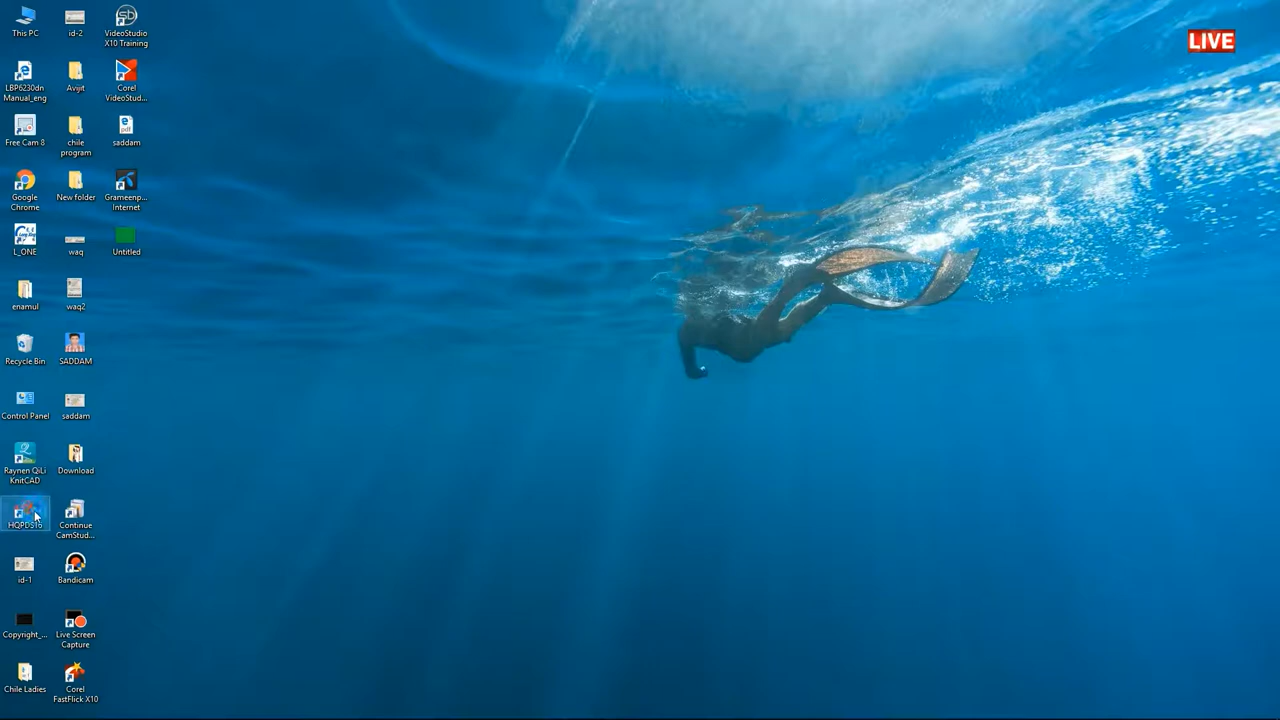 This PC
id-2
VideoStudio
X10 Training
LIVE
LBP6230dn
Manual_eng
Avijit
Corel
VideoStud...
Free Cam 8
chile
program
saddam
Google
Chrome
New folder
Grameenp...
Internet
L_ONE
waq
Untitled
enamul
waq2
Recycle Bin
SADDAM
Control Panel
saddam
Raynen QiLi
KnitCAD
Download
HQPDS16
Continue
CamStud...
id-1
Bandicam
Copyright_...
Live Screen
Capture
Chile Ladies
Corel
FastFlick X10